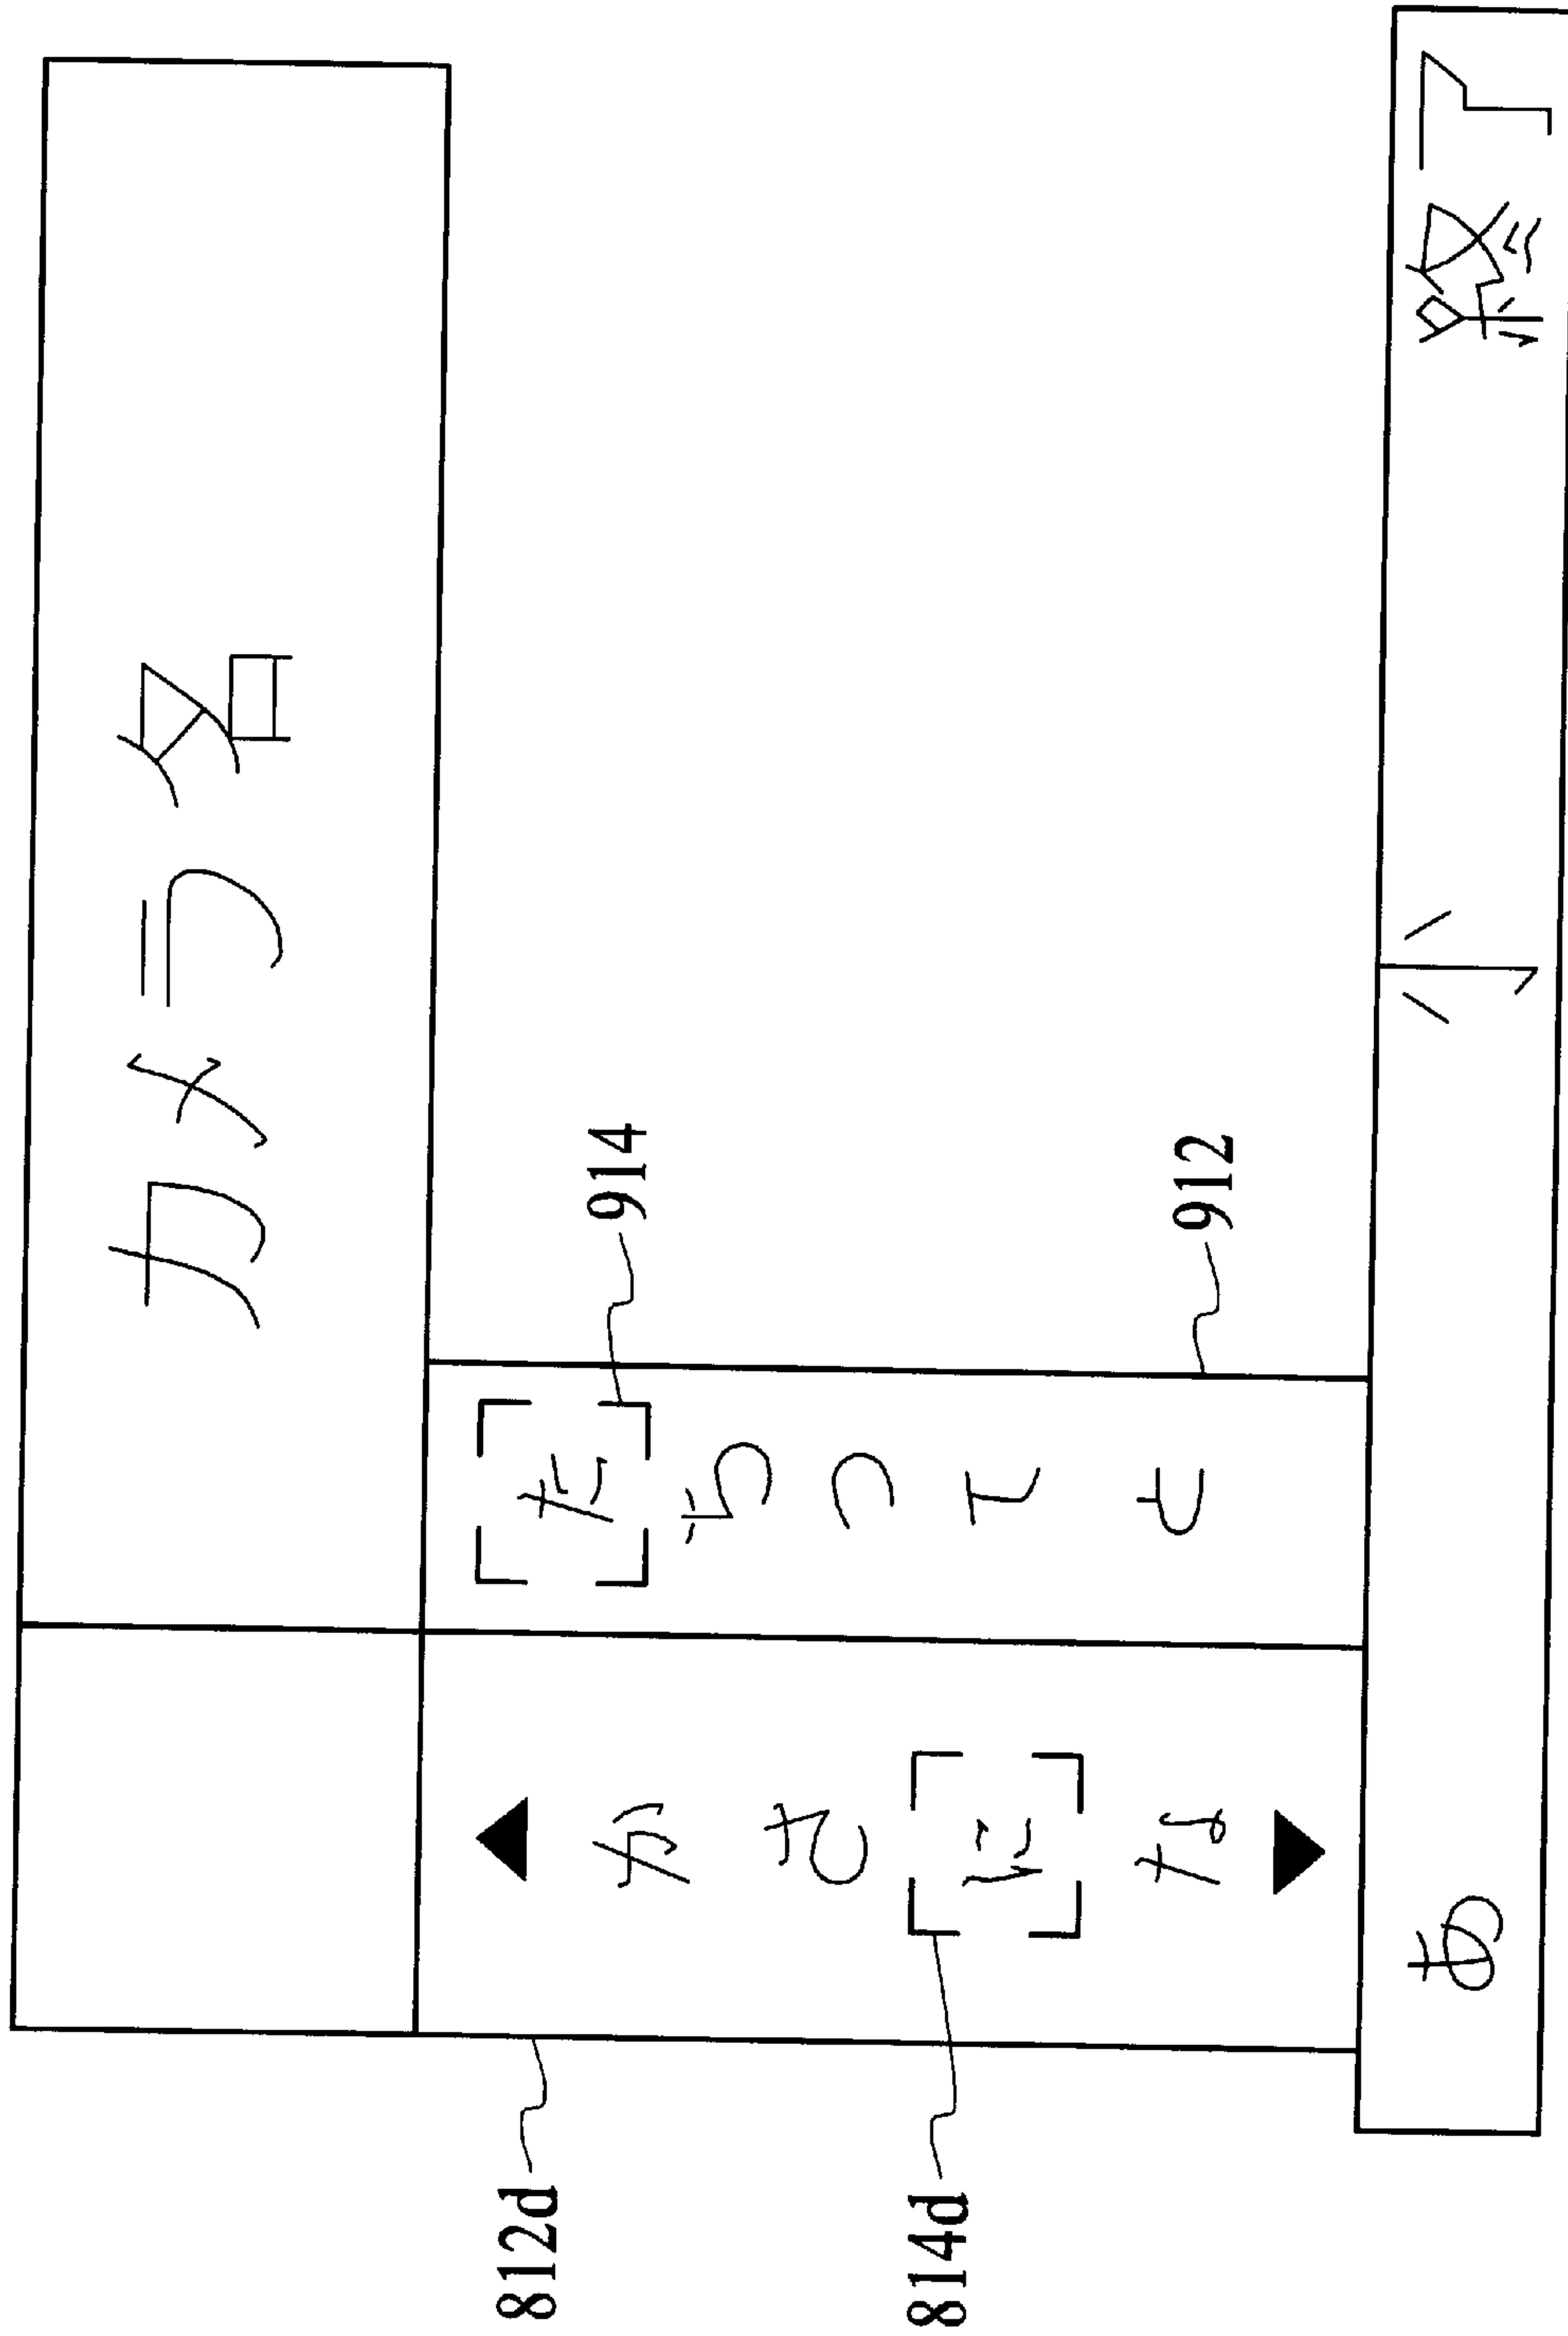 カメラ名
812d
914
か
た
さ
ち
814d
に
つ
な
て
と
912
あ 小 終了